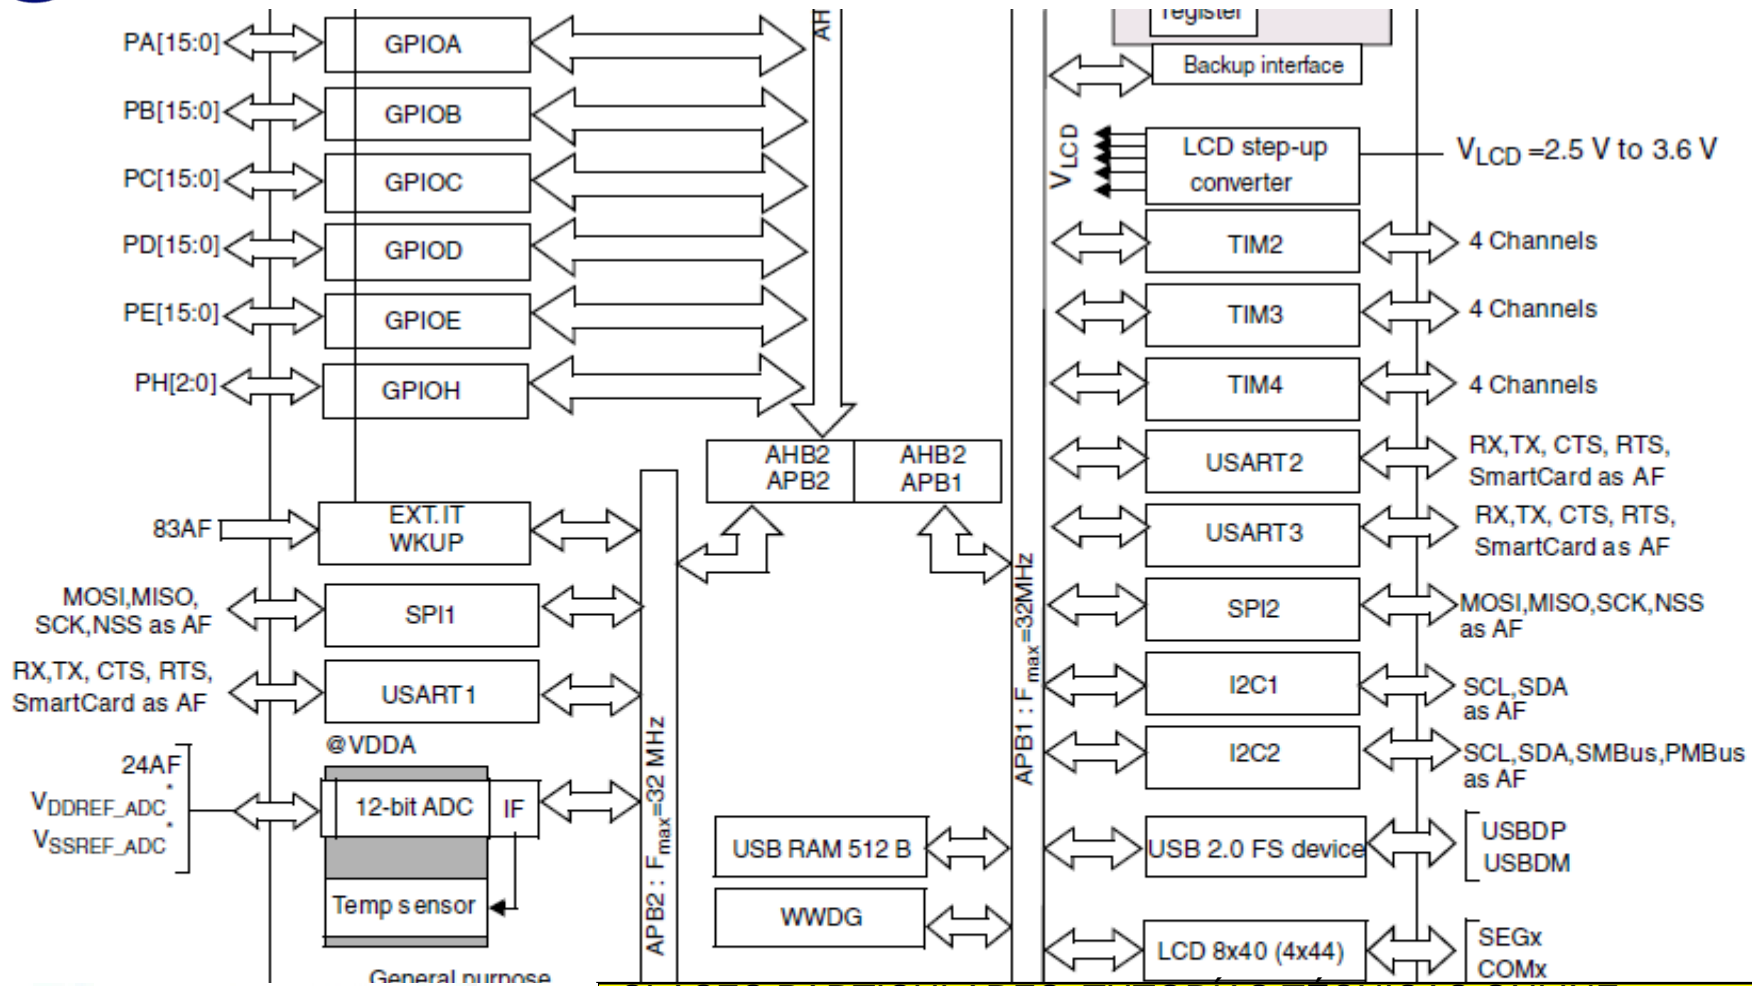 register
Backup interface
PA[15:0]
GPIOA
AH
PB[15:0]
GPIOB
PC[15:0]
GPIOC
PD[15:0]
GPIOD
PE[15:0]
GPIOE
PH[2:0]
GPIOH
VLCD
LCD step-up
converter
VLCD =2.5 V to 3.6 V
TIM2
4 Channels
TIM3
4 Channels
TIM4
4 Channels
AHB2
APB2
AHB2
APB1
USART2
RX,TX, CTS, RTS,
SmartCard as AF
USART3
RX,TX, CTS, RTS,
SmartCard as AF
83AF
EXT.IT
WKUP
MOSI,MISO,
SCK,NSS as AF
SPI1
RX,TX, CTS, RTS,
SmartCard as AF
USART1
@VDDA
24AF
VDDREF_ADC*
VSSREF_ADC*
12-bit ADC
IF
Temp sensor
General purpose
APB2 : Fmax=32 MHz
APB1 : Fmax=32MHz
SPI2
MOSI,MISO,SCK,NSS
as AF
I2C1
SCL,SDA
as AF
I2C2
SCL,SDA,SMBus,PMBus
as AF
USB RAM 512 B
WWDG
USB 2.0 FS device
USBDP
USBDM
LCD 8x40 (4x44)
SEGx
COMx